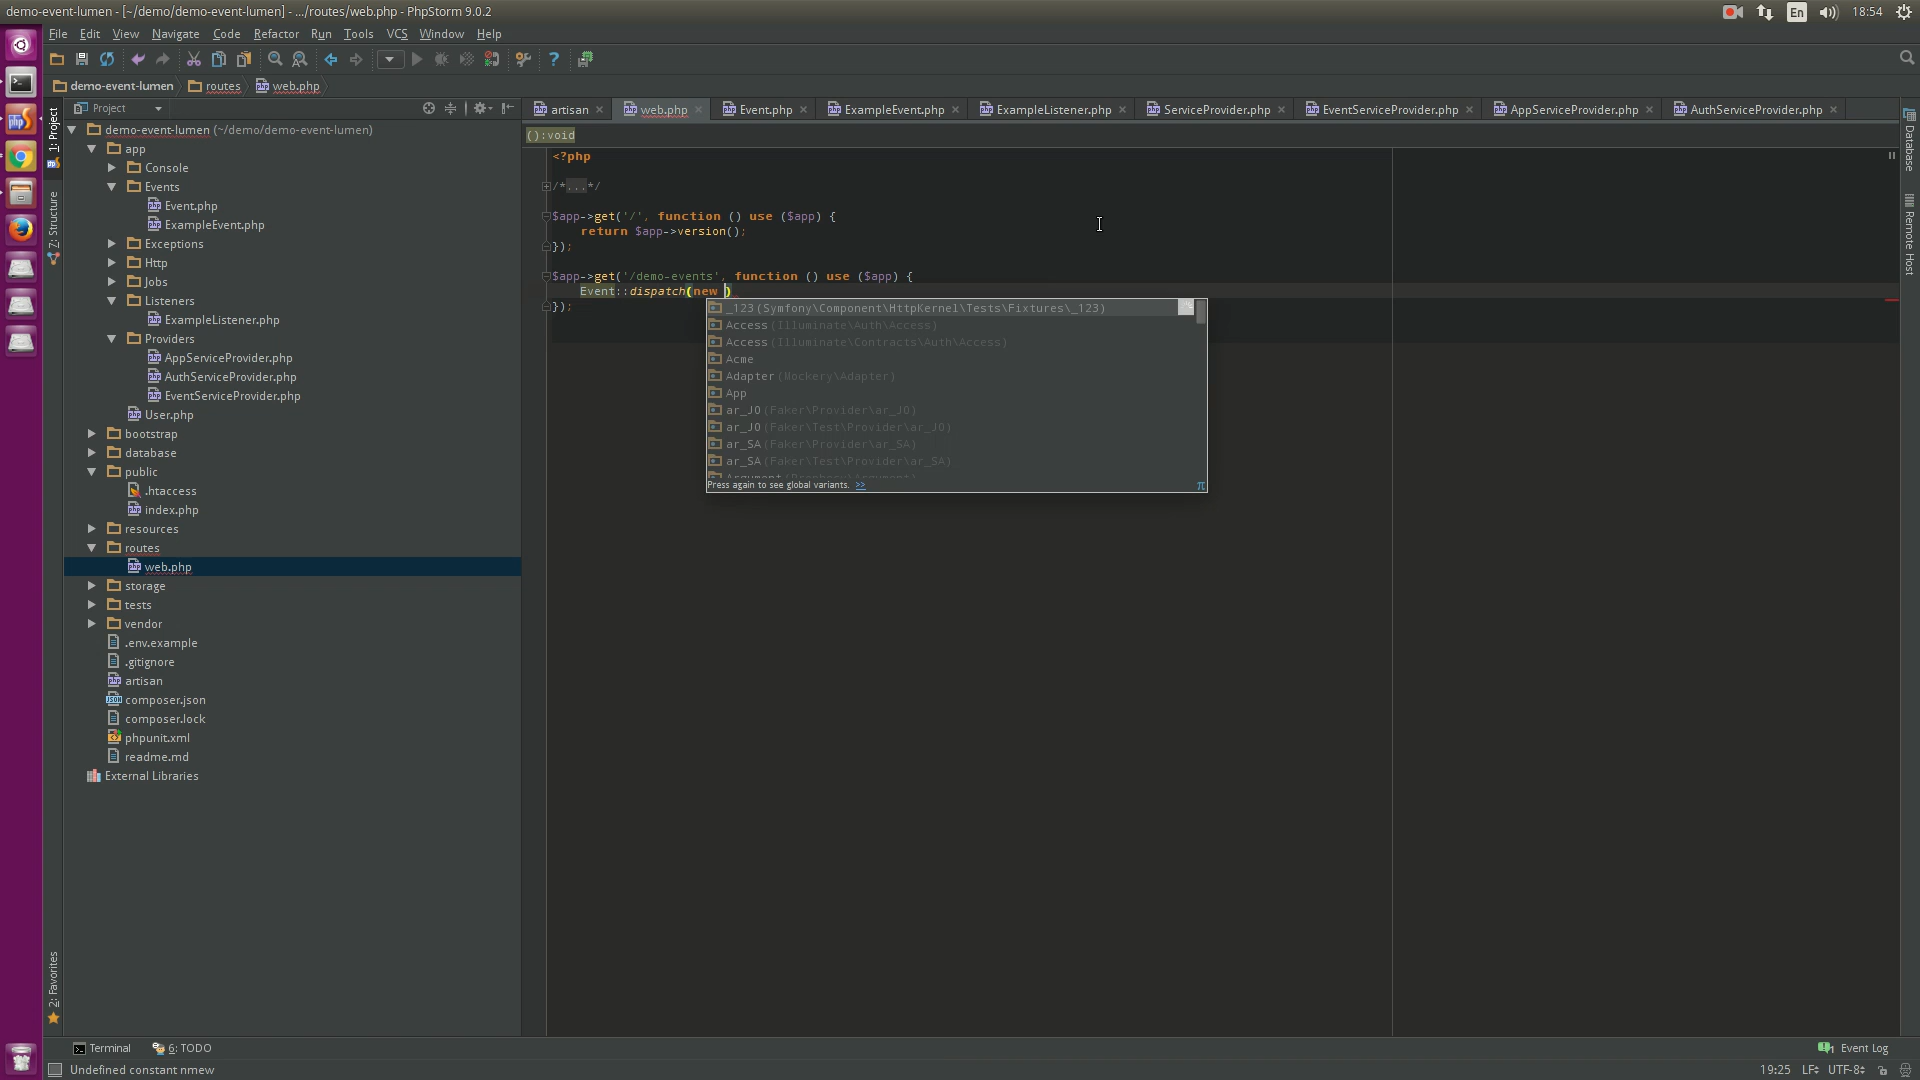 demo-event-lumen - [~/demo/demo-event-lumen] - .../routes/web.php - PhpStorm 9.0.2
En
18:54
File Edit View Navigate Code Refactor Run Tools VCS Window Help
demo-event-lumen routes web.php
Project
artisan web.php Event.php ExampleEvent.php ExampleListener.php ServiceProvider.php EventServiceProvider.php AppServiceProvider.php AuthServiceProvider.php
1: Project
Z: Structure
2: Favorites
demo-event-lumen (~/demo/demo-event-lumen)
app
Console
Events
Event.php
ExampleEvent.php
Exceptions
Http
Jobs
Listeners
ExampleListener.php
Providers
AppServiceProvider.php
AuthServiceProvider.php
EventServiceProvider.php
User.php
bootstrap
database
public
.htaccess
index.php
resources
routes
web.php
storage
tests
vendor
.env.example
.gitignore
artisan
composer.json
composer.lock
phpunit.xml
readme.md
External Libraries
():void
<?php
/*...*/
$app->get('/', function () use ($app) {
return $app->version();
});
$app->get('/demo-events', function () use ($app) {
Event::dispatch(new )
});
_123 (Symfony\Component\HttpKernel\Tests\Fixtures\_123)
Access (Illuminate\Auth\Access)
Access (Illuminate\Contracts\Auth\Access)
Acme
Adapter (Mockery\Adapter)
App
ar_JO (Faker\Provider\ar_JO)
ar_JO (Faker\Test\Provider\ar_JO)
ar_SA (Faker\Provider\ar_SA)
ar_SA (Faker\Test\Provider\ar_SA)
Argument (Prophecy\Argument)
Press again to see global variants. >>
π
Database
Remote Host
Terminal 6: TODO
Event Log
Undefined constant nmew
19:25 LF UTF-8